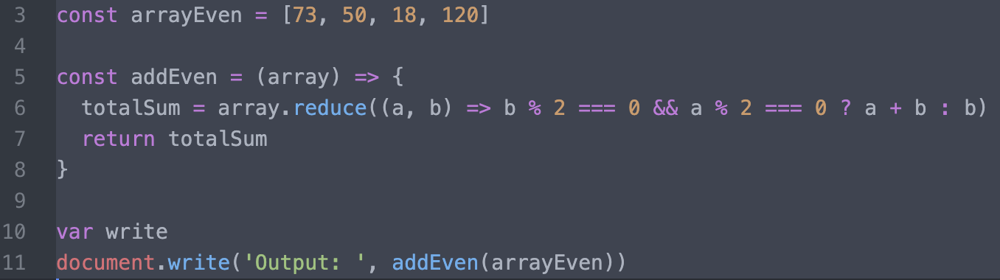 3 const arrayEven = [73, 50, 18, 120]
4
5 const addEven = (array) => {
6 totalSum = array.reduce((a, b) => b % 2 === 0 && a % 2 === 0 ? a + b : b)
7 return totalSum
8 }
9
10 var write
11 document.write('Output: ', addEven(arrayEven))